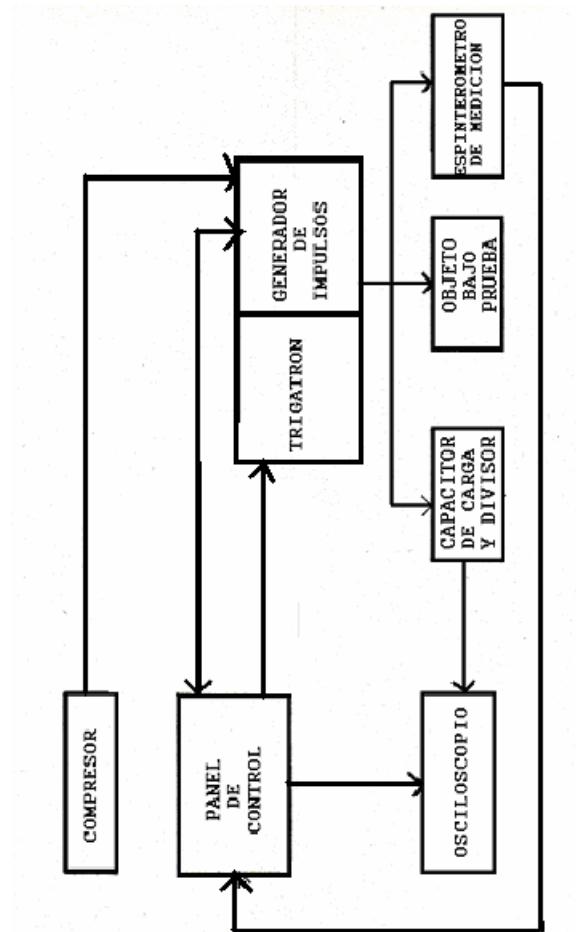 COMPRESOR
PANEL
DE
CONTROL
OSCILOSCOPIO
TRIGATRON
GENERADOR
DE
IMPULSOS
CAPACITOR
DE CARGA
Y DIVISOR
OBJETO
BAJO
PRUEBA
ESPINTEROMETRO
DE MEDICION